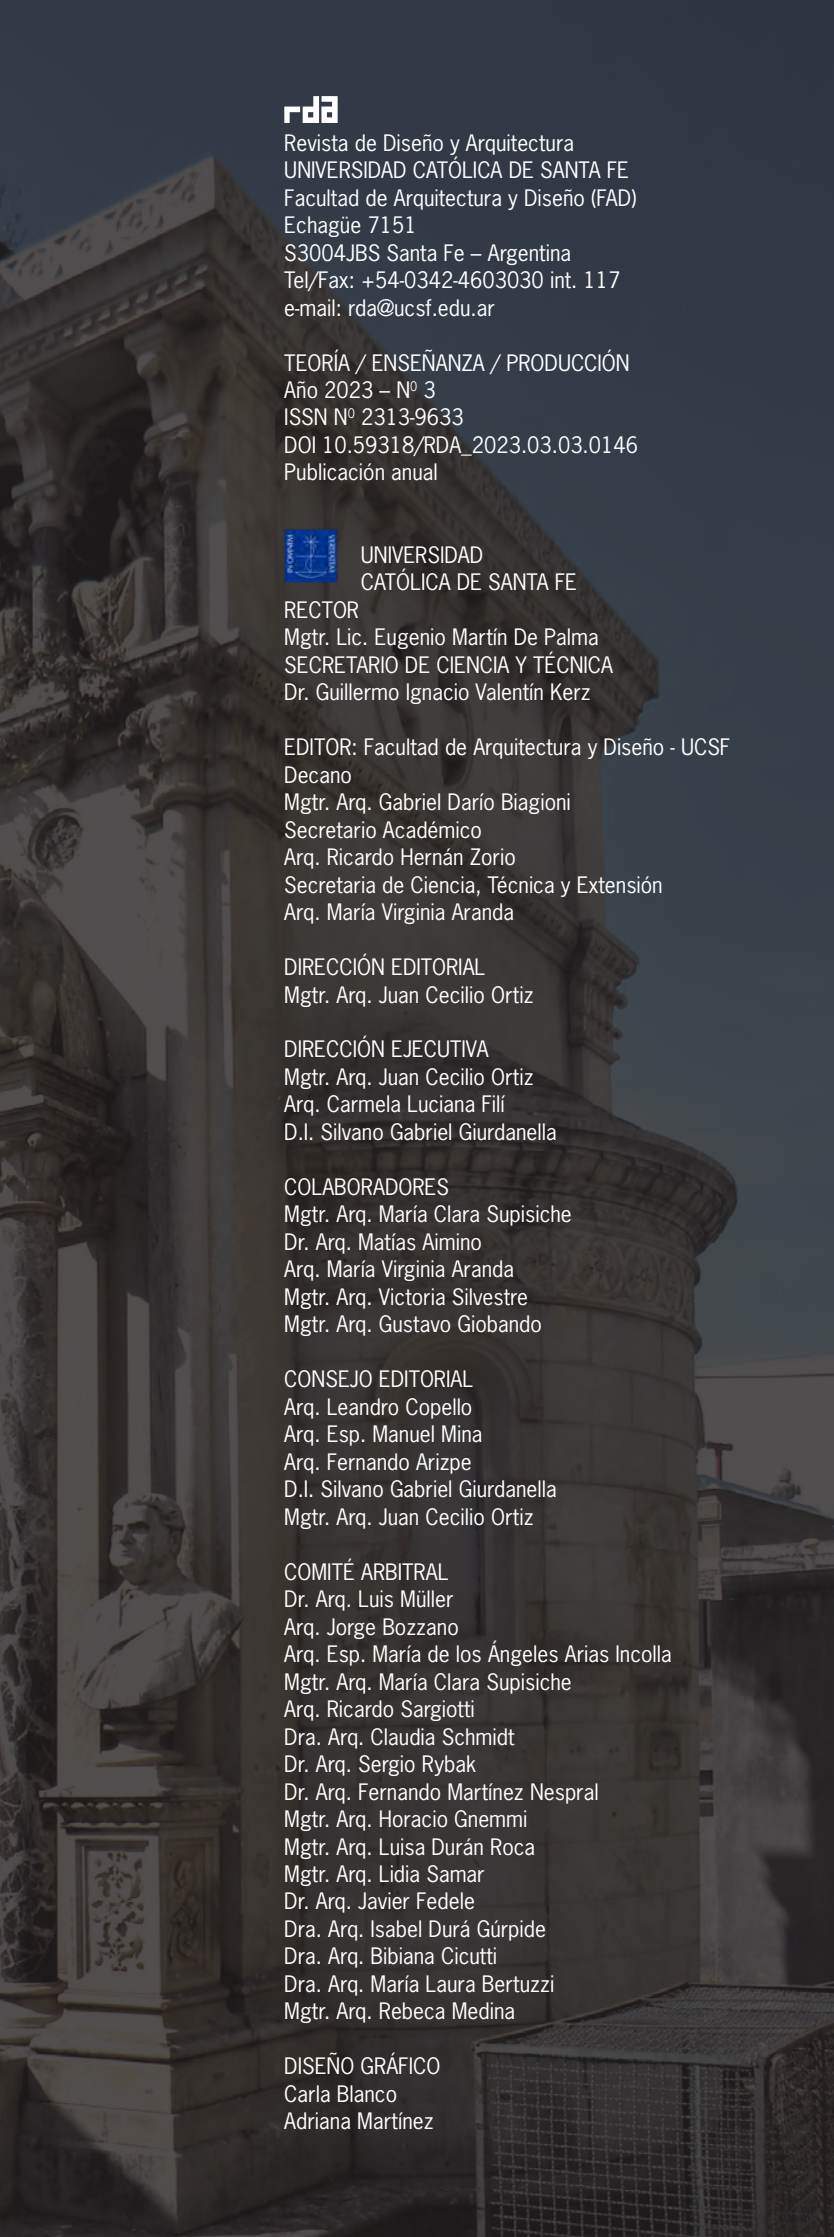 rda
Revista de Diseño y Arquitectura
UNIVERSIDAD CATÓLICA DE SANTA FE
Facultad de Arquitectura y Diseño (FAD)
Echagüe 7151
S3004JBS Santa Fe – Argentina
Tel/Fax: +54-0342-4603030 int. 117
e-mail: rda@ucsf.edu.ar
TEORÍA / ENSEÑANZA / PRODUCCIÓN
Año 2023 – Nº 3
ISSN Nº 2313-9633
DOI 10.59318/RDA_2023.03.03.0146
Publicación anual
IN OMNEM
VERITATEM
UNIVERSIDAD
CATÓLICA DE SANTA FE
RECTOR
Mgtr. Lic. Eugenio Martín De Palma
SECRETARIO DE CIENCIA Y TÉCNICA
Dr. Guillermo Ignacio Valentín Kerz
EDITOR: Facultad de Arquitectura y Diseño - UCSF
Decano
Mgtr. Arq. Gabriel Darío Biagioni
Secretario Académico
Arq. Ricardo Hernán Zorio
Secretaria de Ciencia, Técnica y Extensión
Arq. María Virginia Aranda
DIRECCIÓN EDITORIAL
Mgtr. Arq. Juan Cecilio Ortiz
DIRECCIÓN EJECUTIVA
Mgtr. Arq. Juan Cecilio Ortiz
Arq. Carmela Luciana Filí
D.I. Silvano Gabriel Giurdanella
COLABORADORES
Mgtr. Arq. María Clara Supisiche
Dr. Arq. Matías Aimino
Arq. María Virginia Aranda
Mgtr. Arq. Victoria Silvestre
Mgtr. Arq. Gustavo Giobando
CONSEJO EDITORIAL
Arq. Leandro Copello
Arq. Esp. Manuel Mina
Arq. Fernando Arizpe
D.I. Silvano Gabriel Giurdanella
Mgtr. Arq. Juan Cecilio Ortiz
COMITÉ ARBITRAL
Dr. Arq. Luis Müller
Arq. Jorge Bozzano
Arq. Esp. María de los Ángeles Arias Incolla
Mgtr. Arq. María Clara Supisiche
Arq. Ricardo Sargiotti
Dra. Arq. Claudia Schmidt
Dr. Arq. Sergio Rybak
Dr. Arq. Fernando Martínez Nespral
Mgtr. Arq. Horacio Gnemmi
Mgtr. Arq. Luisa Durán Roca
Mgtr. Arq. Lidia Samar
Dr. Arq. Javier Fedele
Dra. Arq. Isabel Durá Gúrpide
Dra. Arq. Bibiana Cicutti
Dra. Arq. María Laura Bertuzzi
Mgtr. Arq. Rebeca Medina
DISEÑO GRÁFICO
Carla Blanco
Adriana Martínez